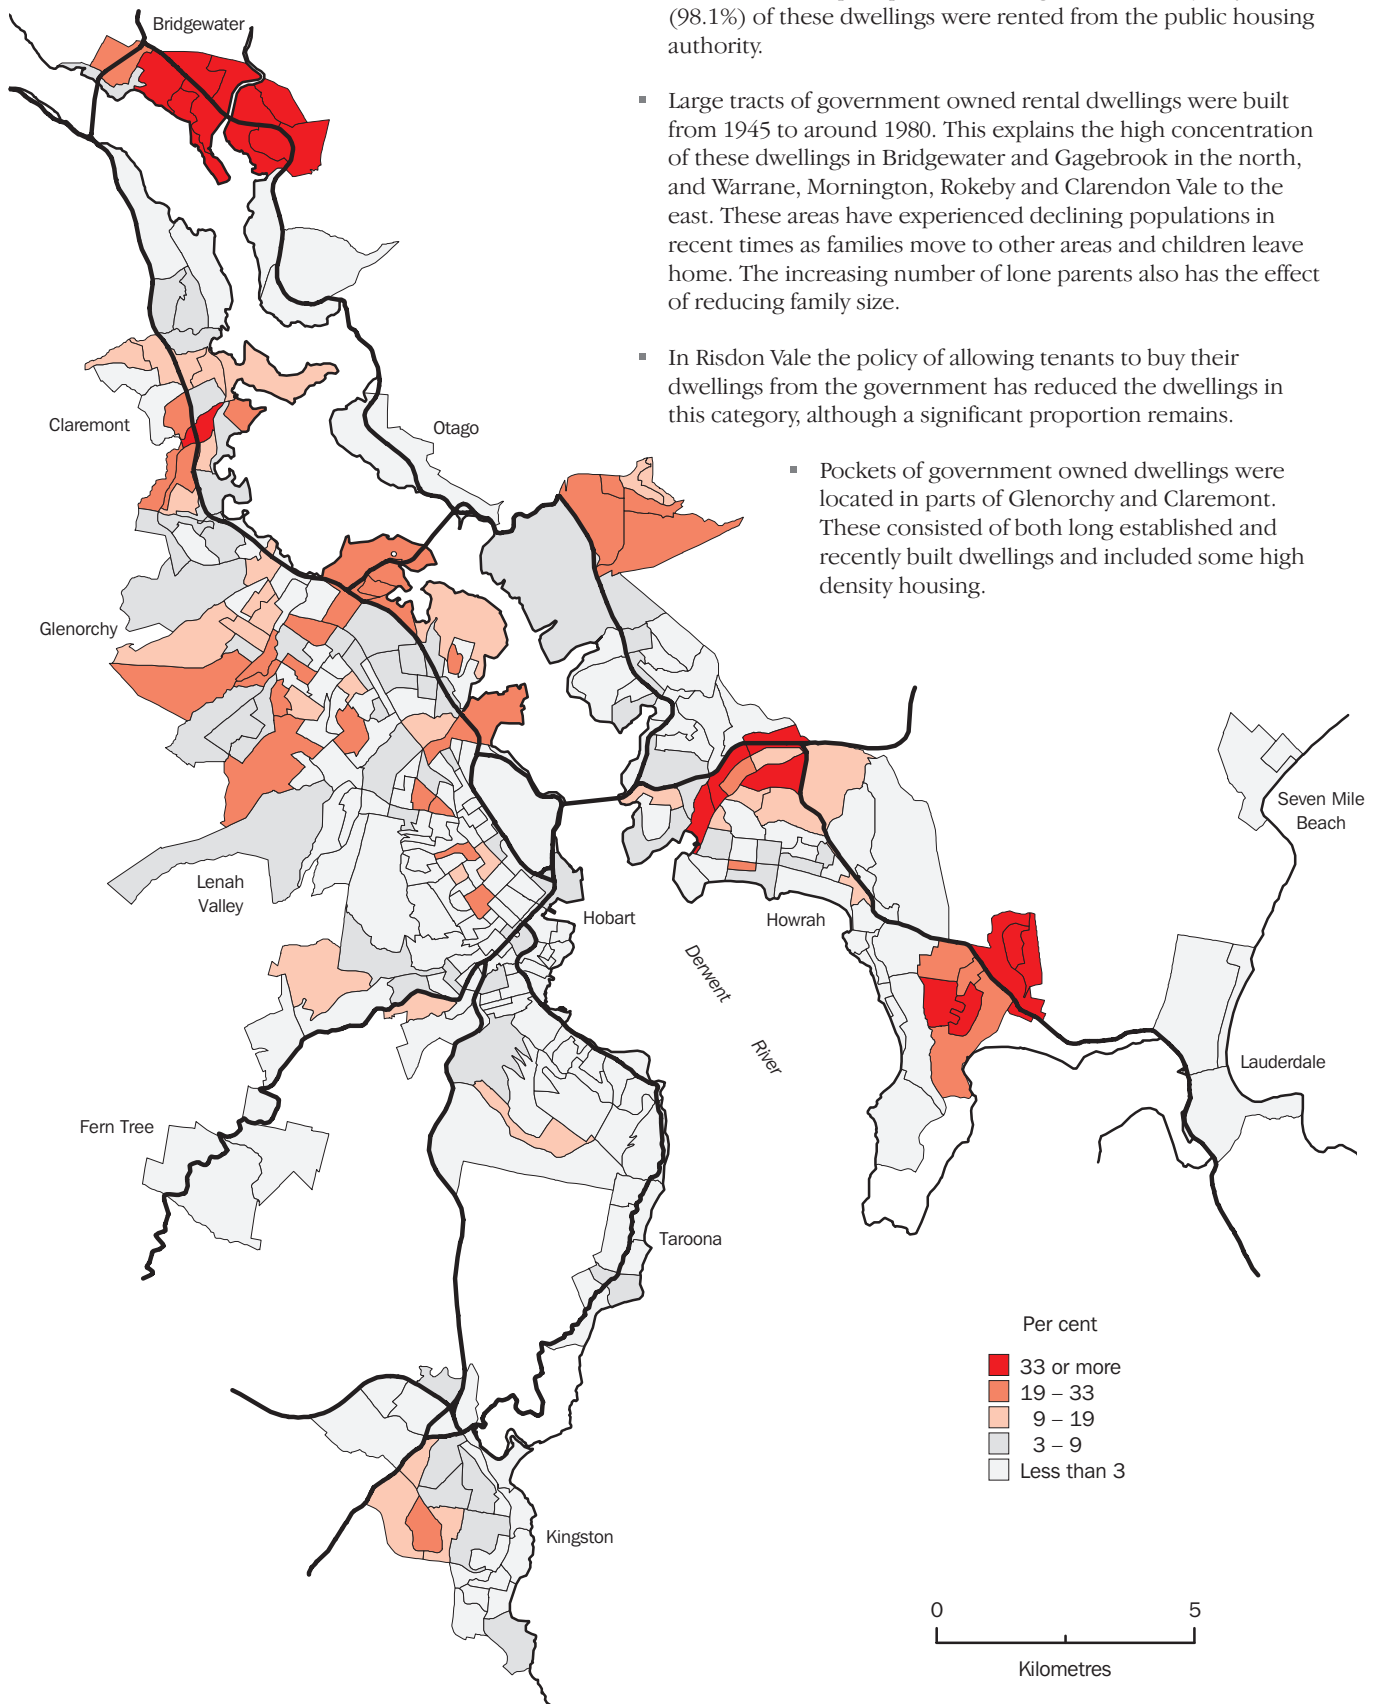 (98.1%) of these dwellings were rented from the public housing
authority.
▪ Large tracts of government owned rental dwellings were built
from 1945 to around 1980. This explains the high concentration
of these dwellings in Bridgewater and Gagebrook in the north,
and Warrane, Mornington, Rokeby and Clarendon Vale to the
east. These areas have experienced declining populations in
recent times as families move to other areas and children leave
home. The increasing number of lone parents also has the effect
of reducing family size.
▪ In Risdon Vale the policy of allowing tenants to buy their
dwellings from the government has reduced the dwellings in
this category, although a significant proportion remains.
▪ Pockets of government owned dwellings were
located in parts of Glenorchy and Claremont.
These consisted of both long established and
recently built dwellings and included some high
density housing.
Bridgewater
Claremont
Otago
Glenorchy
Seven Mile
Beach
Lenah
Valley
Hobart
Howrah
Derwent
River
Lauderdale
Fern Tree
Taroona
Kingston
Per cent
33 or more
19 – 33
9 – 19
3 – 9
Less than 3
0 5
Kilometres